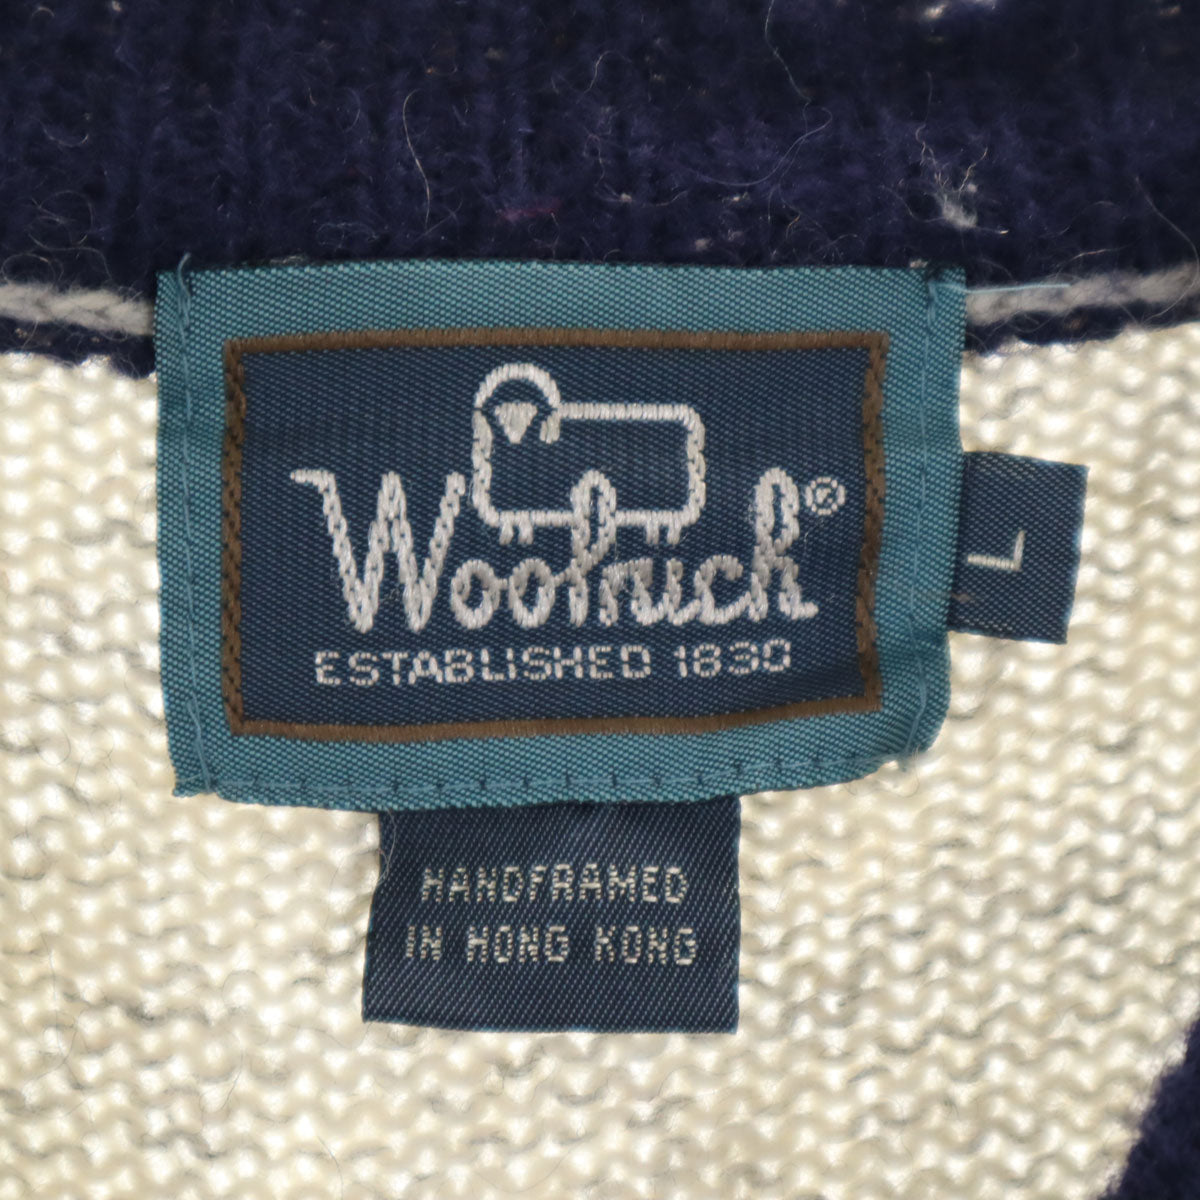 Woolrich®
ESTABLISHED 1830
L
HANDFRAMED
IN HONG KONG